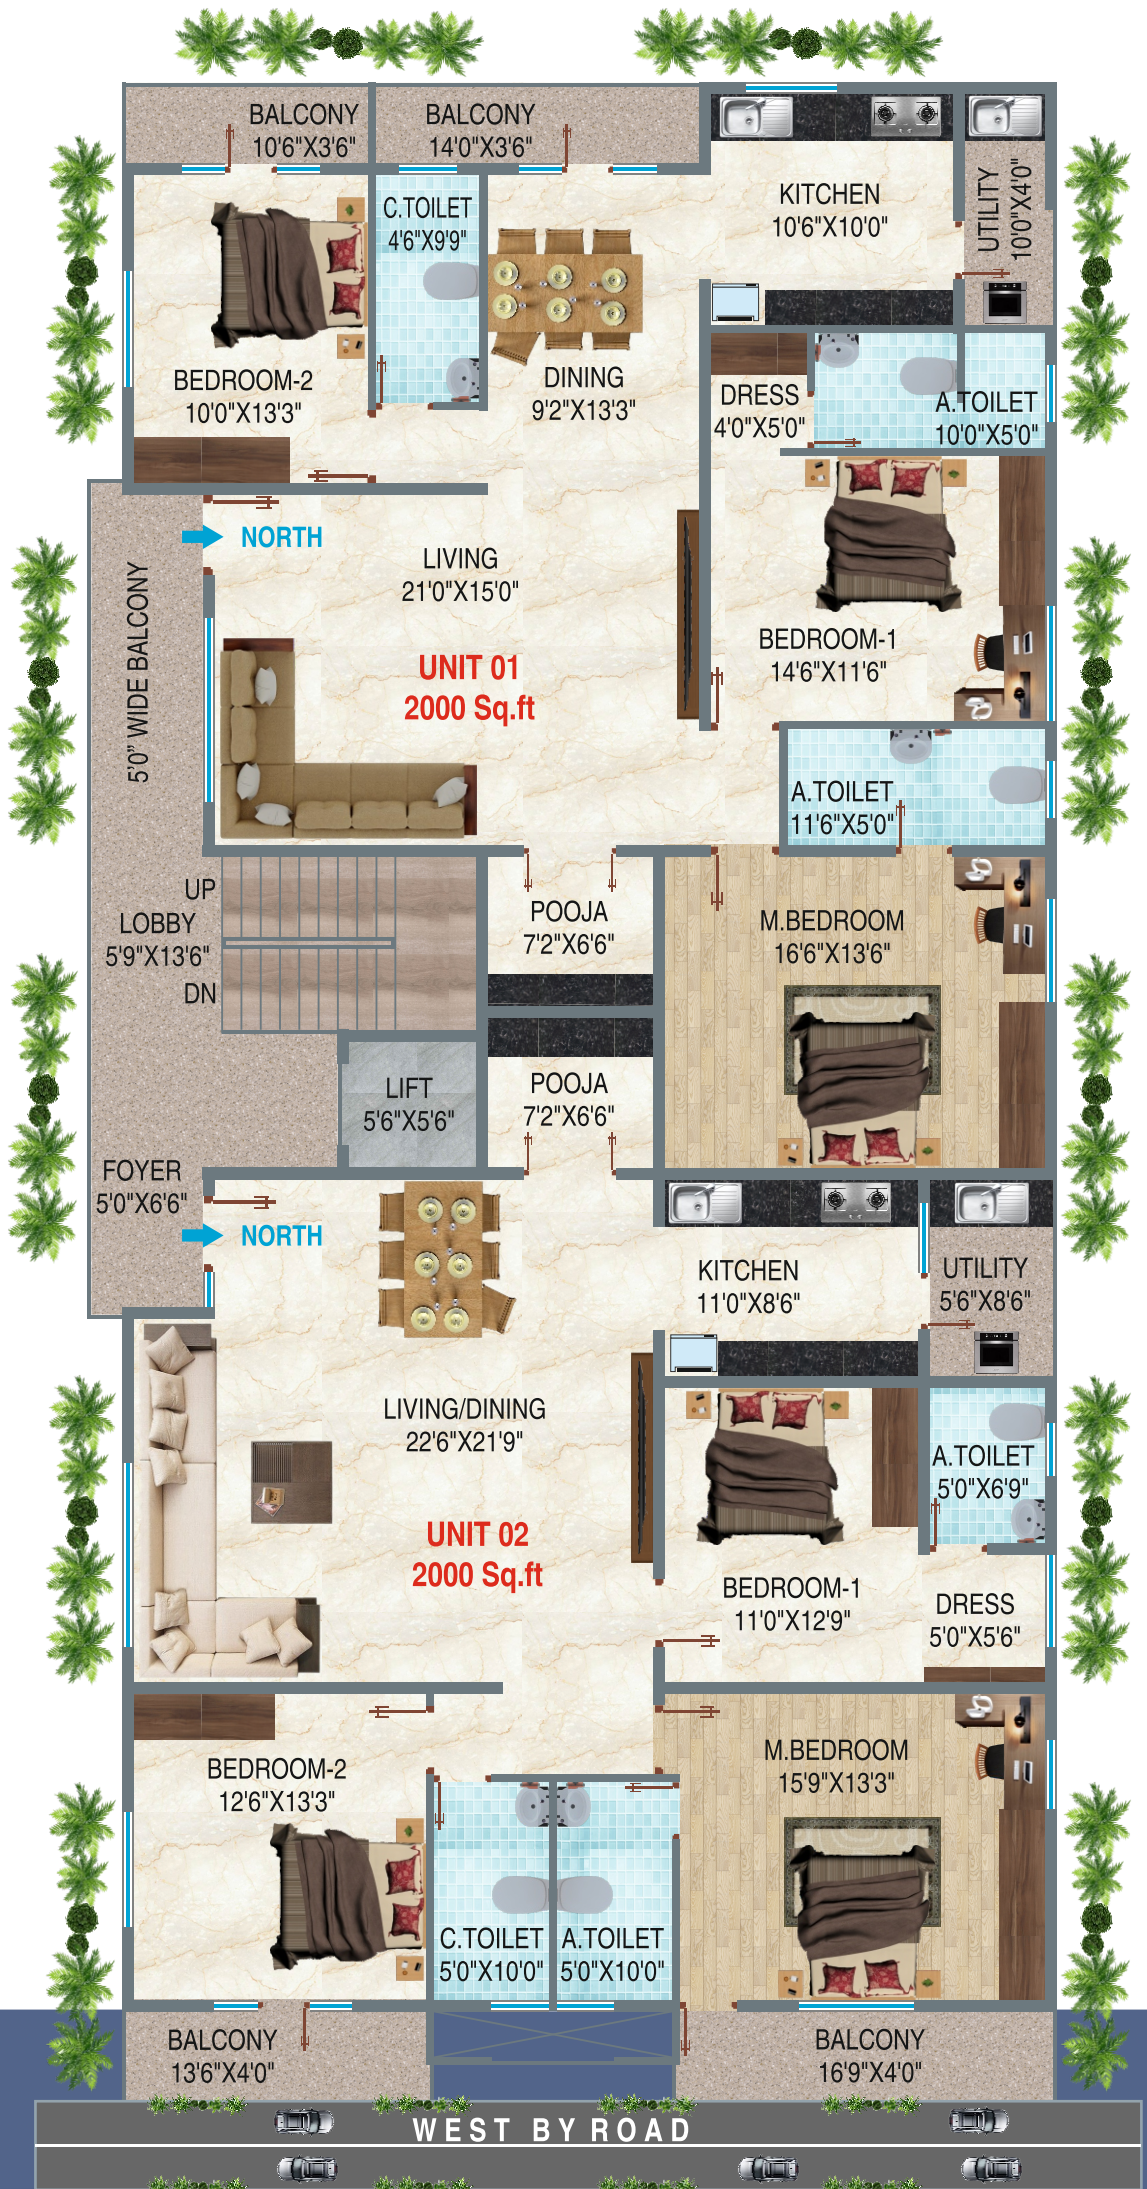 BALCONY
10'6"X3'6"
BALCONY
14'0"X3'6"
KITCHEN
10'6"X10'0"
UTILITY
10'0"X4'0"
C.TOILET
4'6"X9'9"
BEDROOM-2
10'0"X13'3"
DINING
9'2"X13'3"
DRESS
4'0"X5'0"
A.TOILET
10'0"X5'0"
NORTH
LIVING
21'0"X15'0"
5'0" WIDE BALCONY
UNIT 01
2000 Sq.ft
BEDROOM-1
14'6"X11'6"
A.TOILET
11'6"X5'0"
UP
LOBBY
5'9"X13'6"
DN
POOJA
7'2"X6'6"
M.BEDROOM
16'6"X13'6"
LIFT
5'6"X5'6"
POOJA
7'2"X6'6"
FOYER
5'0"X6'6"
NORTH
KITCHEN
11'0"X8'6"
UTILITY
5'6"X8'6"
LIVING/DINING
22'6"X21'9"
A.TOILET
5'0"X6'9"
UNIT 02
2000 Sq.ft
BEDROOM-1
11'0"X12'9"
DRESS
5'0"X5'6"
BEDROOM-2
12'6"X13'3"
M.BEDROOM
15'9"X13'3"
C.TOILET
5'0"X10'0"
A.TOILET
5'0"X10'0"
BALCONY
13'6"X4'0"
BALCONY
16'9"X4'0"
WEST BY ROAD